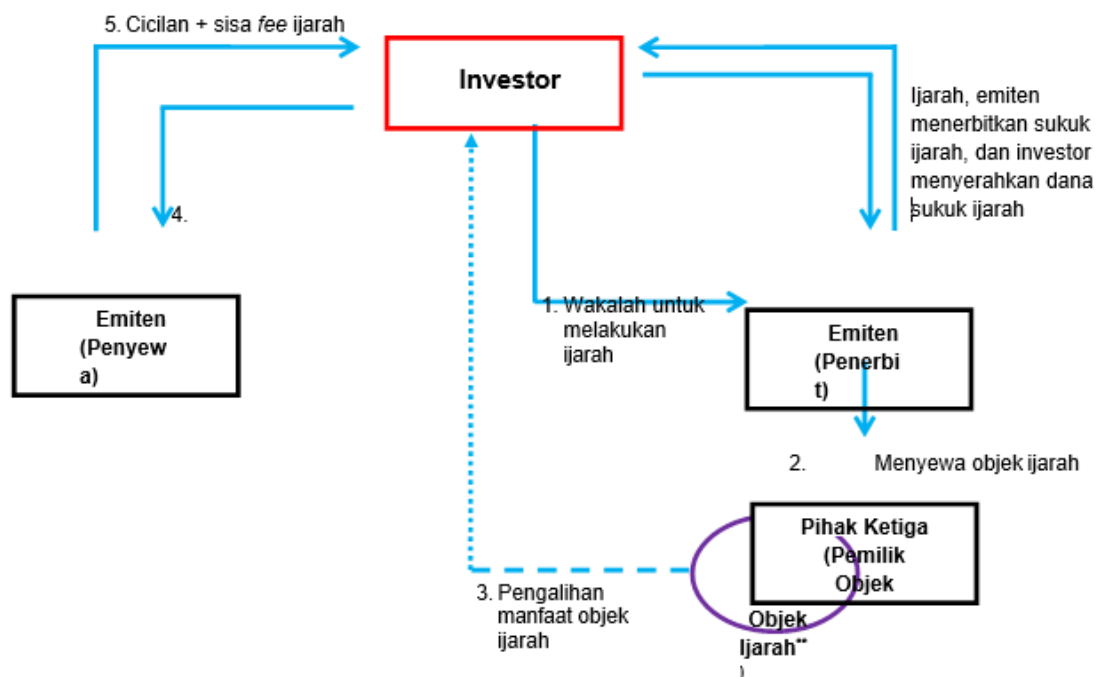 5. Cicilan + sisa fee ijarah
Investor
Ijarah, emiten
menerbitkan sukuk
ijarah, dan investor
menyerahkan dana
sukuk ijarah
4.
Emiten
(Penyew
a)
1. Wakalah untuk
melakukan
ijarah
Emiten
(Penerbi
t)
2. Menyewa objek ijarah
Pihak Ketiga
(Pemilik
Objek
3. Pengalihan
manfaat objek
ijarah
Objek
Ijarah**
)